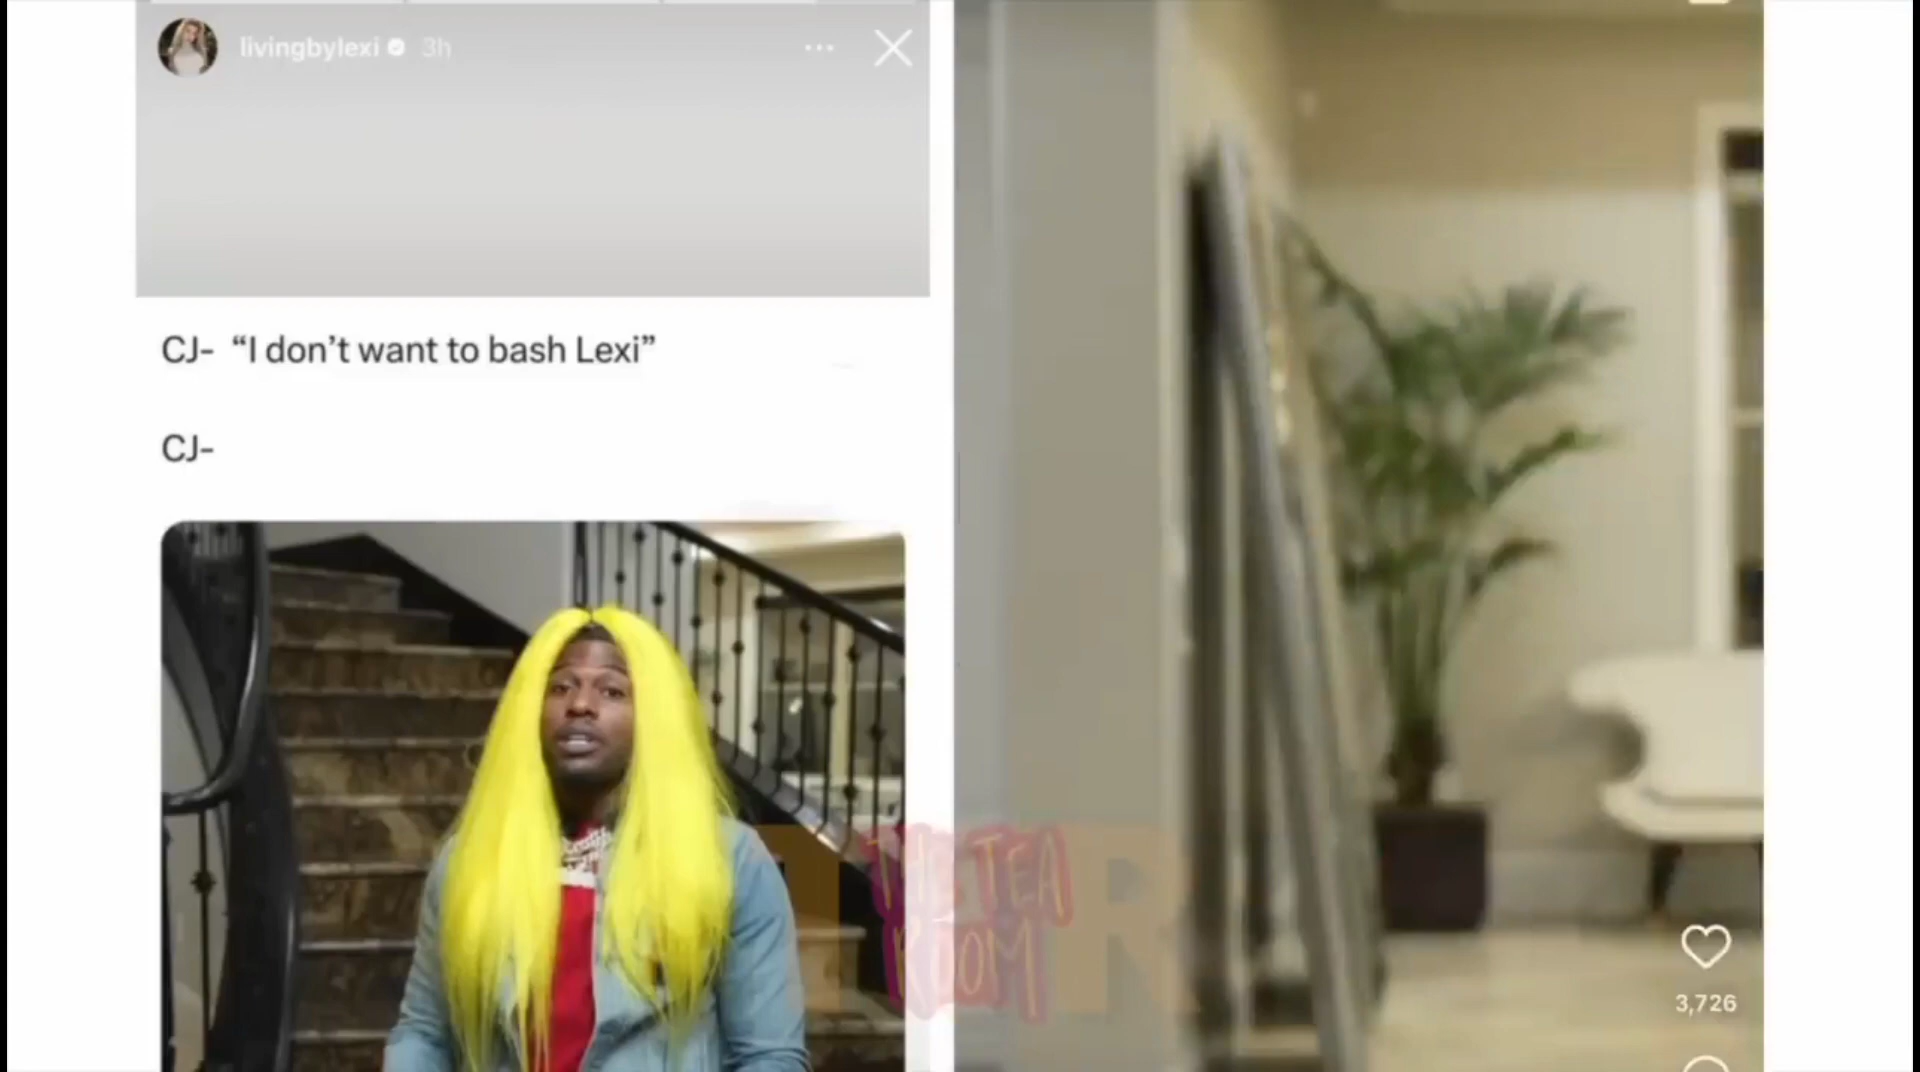 livingbylexi 3h
CJ- “I don’t want to bash Lexi”
CJ-
THE TEA
ROOM
R
3,726